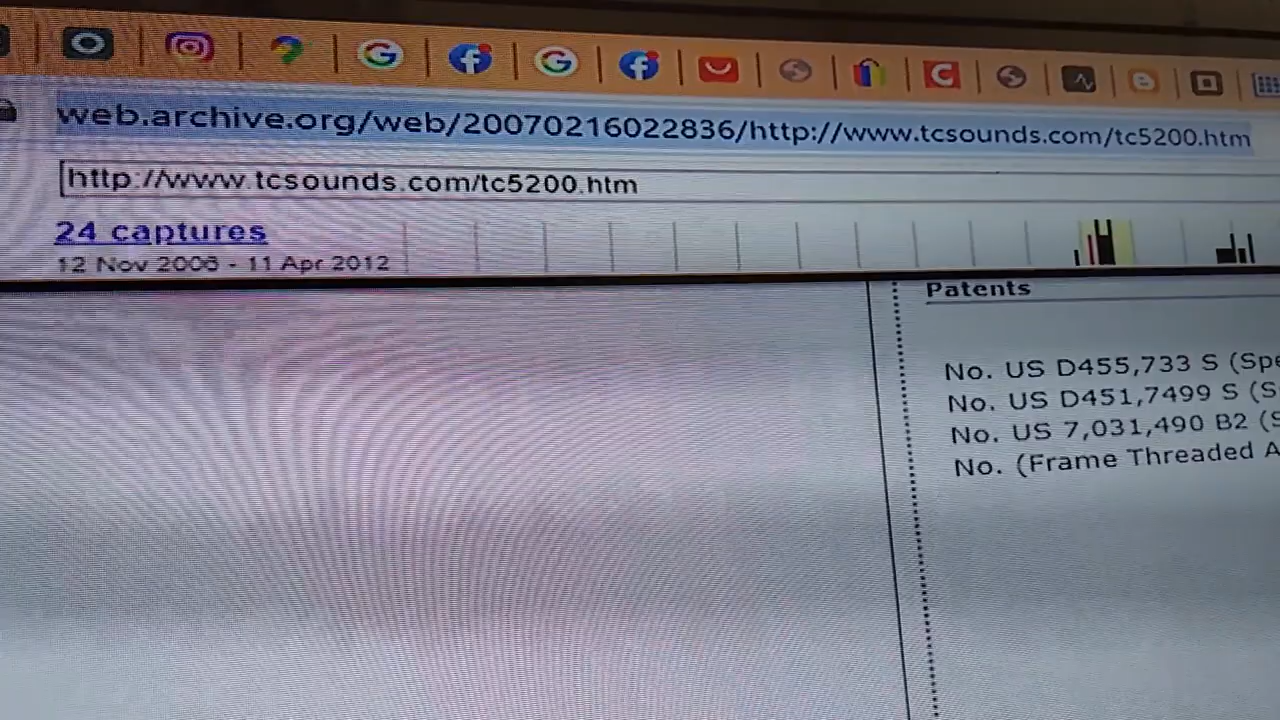 web.archive.org/web/20070216022836/http://www.tcsounds.com/tc5200.htm
http://www.tcsounds.com/tc5200.htm
24 captures
12 Nov 2006 - 11 Apr 2012
Patents
No. US D455,733 S (Spe
No. US D451,7499 S (S
No. US 7,031,490 B2 (S
No. (Frame Threaded A